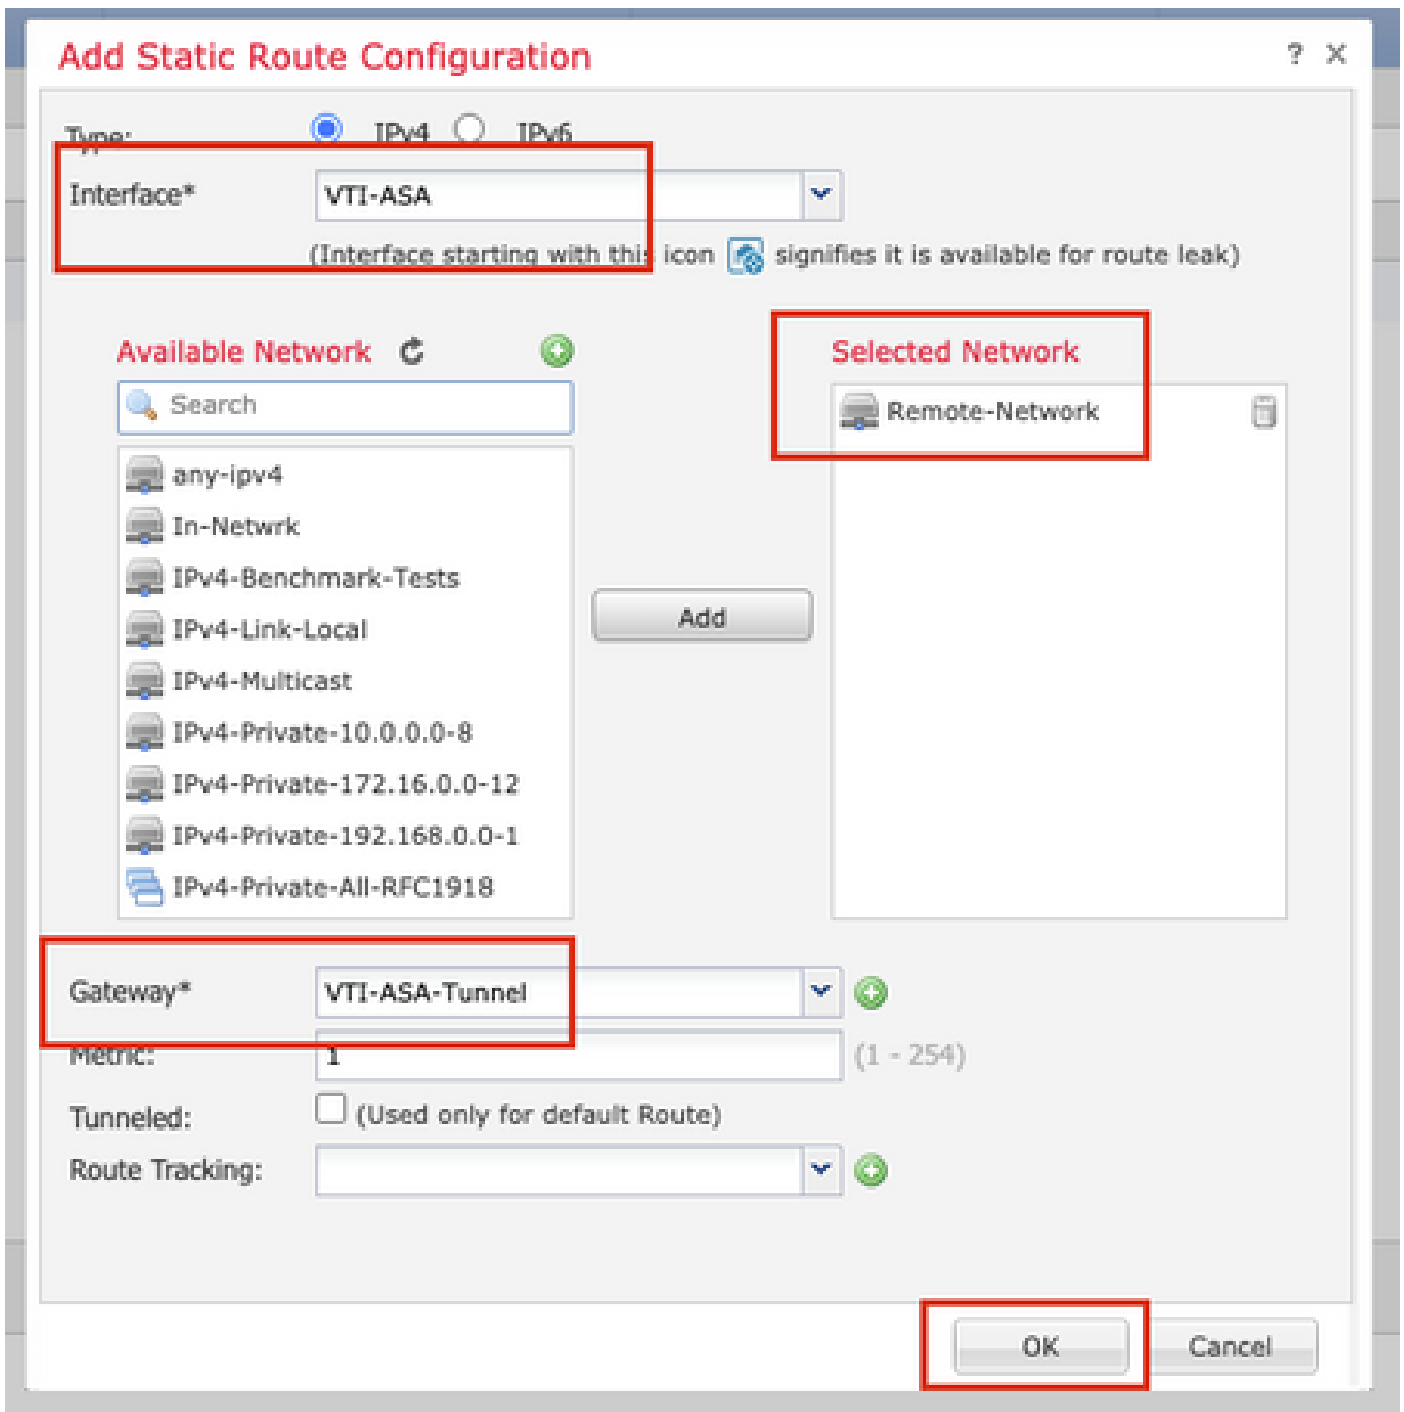 Add Static Route Configuration ? X
Type: IPv4 IPv6
Interface* VTI-ASA
(Interface starting with this icon signifies it is available for route leak)
Available Network
Search
any-ipv4
In-Netwrk
IPv4-Benchmark-Tests
IPv4-Link-Local
IPv4-Multicast
IPv4-Private-10.0.0.0-8
IPv4-Private-172.16.0.0-12
IPv4-Private-192.168.0.0-1
IPv4-Private-All-RFC1918
Add
Selected Network
Remote-Network
Gateway* VTI-ASA-Tunnel
Metric: 1 (1 - 254)
Tunneled: (Used only for default Route)
Route Tracking:
OK Cancel